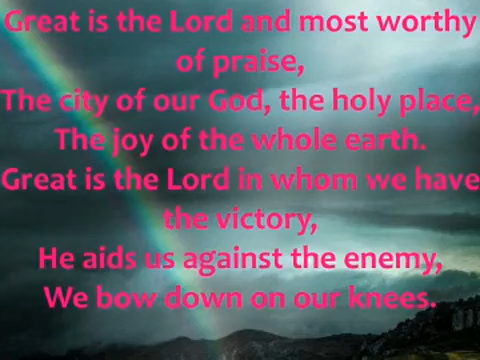 Great is the Lord and most worthy
of praise,
The city of our God, the holy place,
The joy of the whole earth.
Great is the Lord in whom we have
the victory,
He aids us against the enemy,
We bow down on our knees.